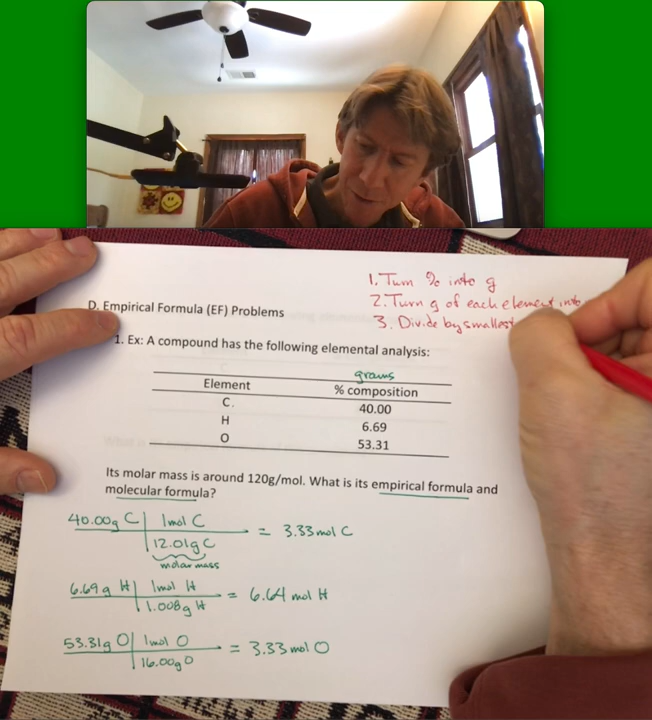 1. Turn % into g
2. Turn g of each element into
3. Divide by smallest
D. Empirical Formula (EF) Problems
1. Ex: A compound has the following elemental analysis:
grams
Element % composition
C. 40.00
H 6.69
O 53.31
Its molar mass is around 120g/mol. What is its empirical formula and
molecular formula?
40.00g C | 1mol C = 3.33 mol C
12.01g C
molar mass
6.69g H | 1mol H = 6.64 mol H
1.008g H
53.31g O | 1mol O = 3.33 mol O
16.00g O